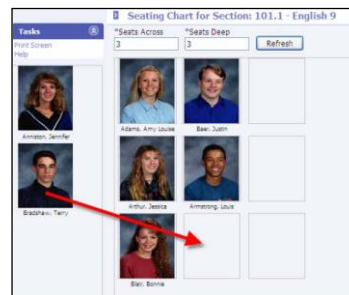 Seating Chart for Section: 101.1 - English 9
Tasks
Print Screen
Help
*Seats Across
*Seats Deep
3
3
Refresh
Anniston, Jennifer
Bradshaw, Terry
Adams, Amy Louise
Beer, Justin
Arthur, Jessica
Armstrong, Louis
Blair, Bonnie